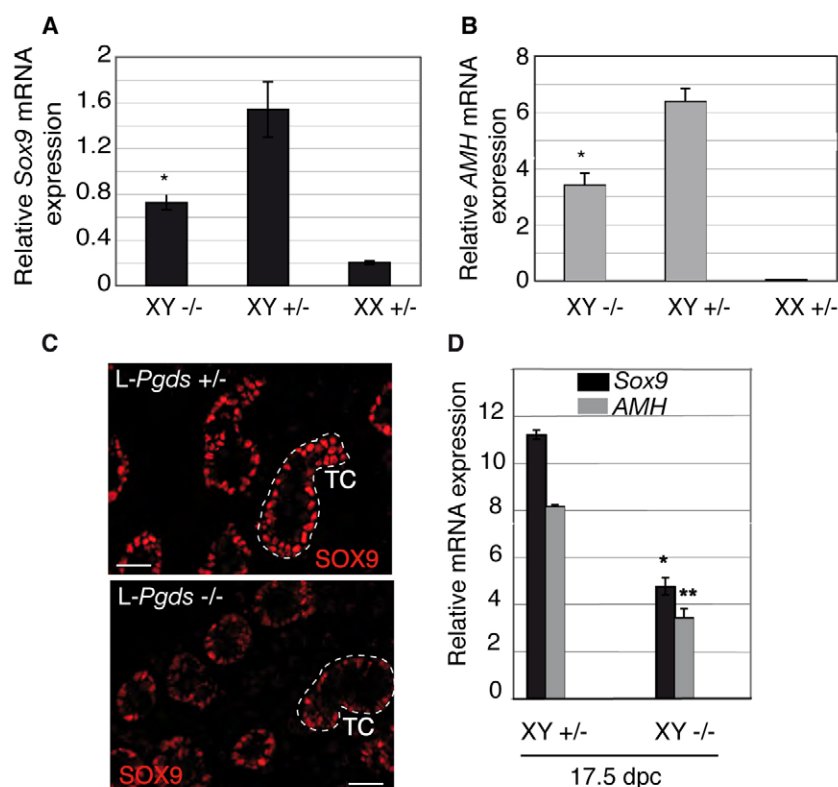 A
Relative Sox9 mRNA
expression
2
1.6
1.2
0.8
0.4
0
*
XY -/-
XY +/-
XX +/-
B
Relative AMH mRNA
expression
8
6
4
2
0
*
XY -/-
XY +/-
XX +/-
C
L-Pgds +/-
TC
SOX9
L-Pgds -/-
TC
SOX9
D
Sox9
AMH
Relative mRNA expression
12
10
8
6
4
2
0
*
**
XY +/-
XY -/-
17.5 dpc